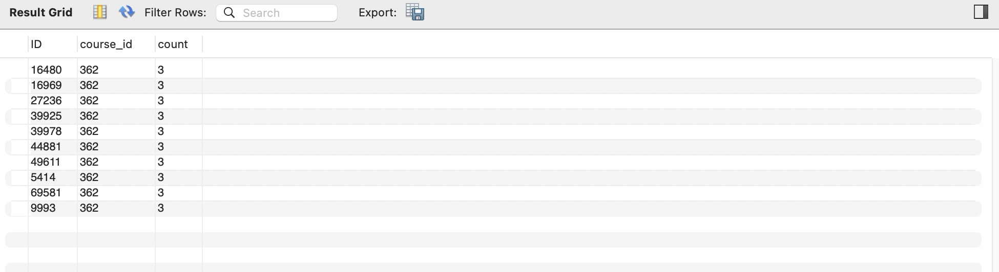 Result Grid Filter Rows: Search Export:
ID course_id count
16480 362 3
16969 362 3
27236 362 3
39925 362 3
39978 362 3
44881 362 3
49611 362 3
5414 362 3
69581 362 3
9993 362 3